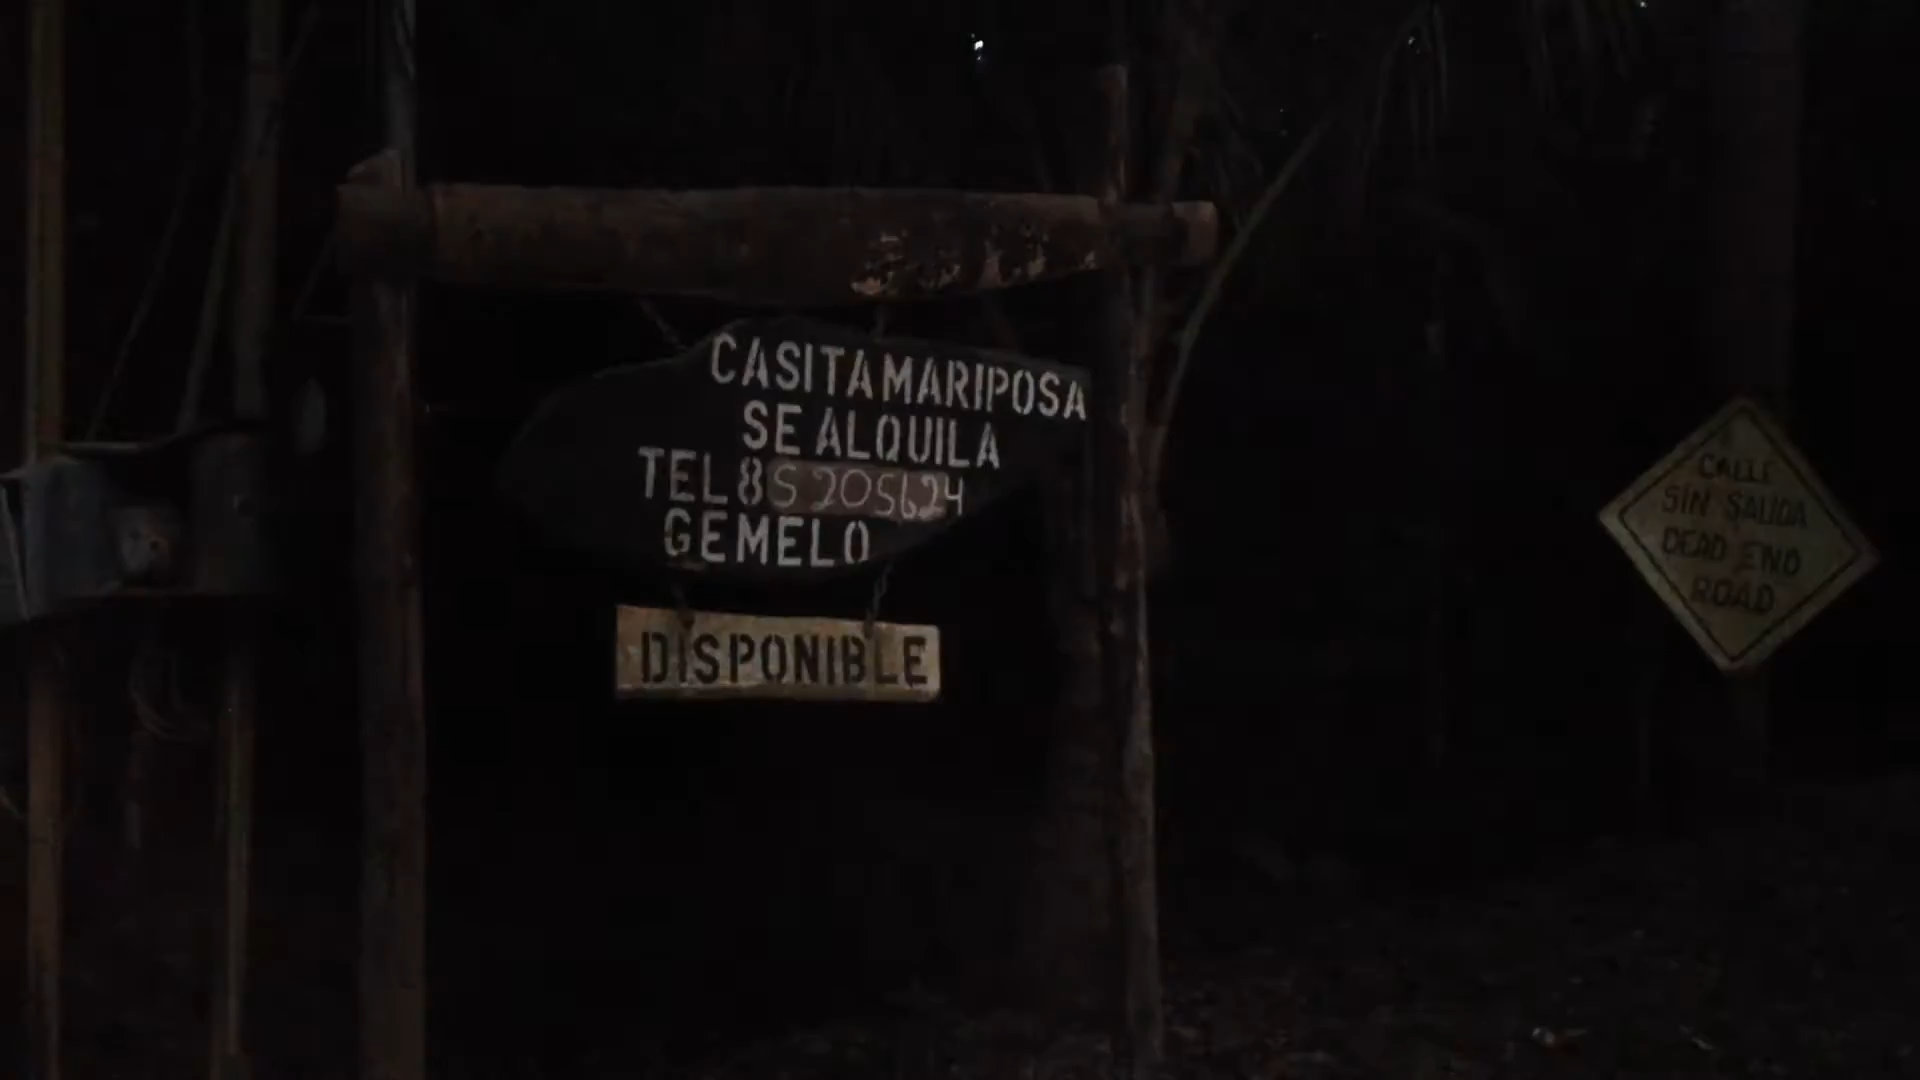 CASITA MARIPOSA
SE ALQUILA
TEL 85205624
GEMELO
DISPONIBLE
CALLE
SIN SALIDA
DEAD END
ROAD